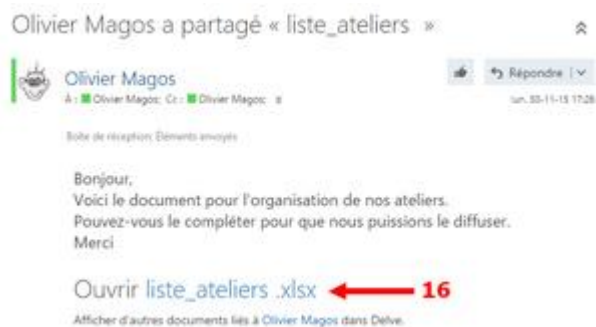 Olivier Magos a partagé « liste_ateliers »
Olivier Magos
Répondre
À : Olivier Magos; Cc : Olivier Magos;
lun. 30-11-15 17:28
Boîte de réception; Éléments envoyés
Bonjour,
Voici le document pour l'organisation de nos ateliers.
Pouvez-vous le compléter pour que nous puissions le diffuser.
Merci
Ouvrir liste_ateliers .xlsx 16
Afficher d'autres documents liés à Olivier Magos dans Delve.